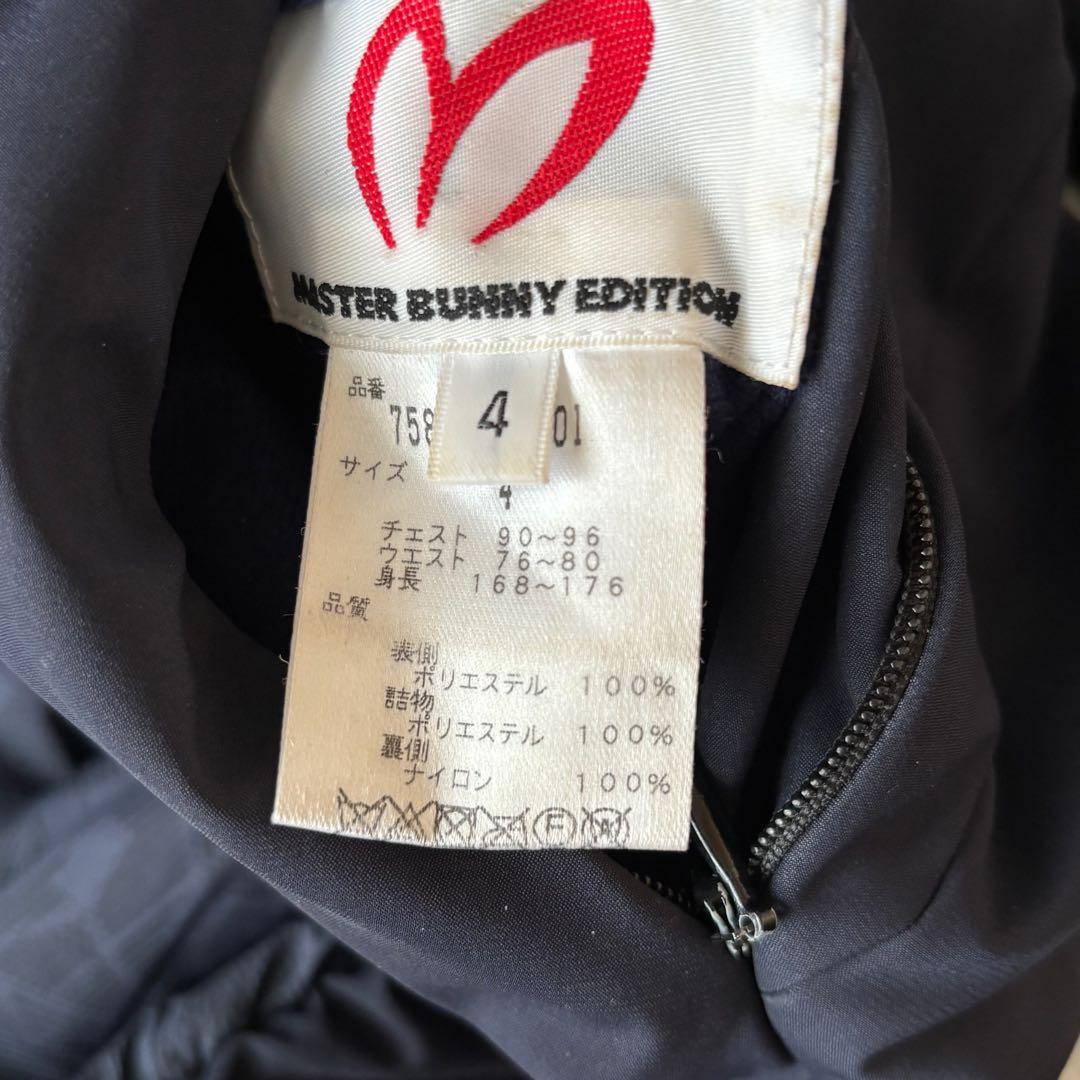 MASTER BUNNY EDITION
品番
758
4
01
サイズ
4
チェスト 90~96
ウエスト 76~80
身長 168~176
品質
表側
ポリエステル 100%
詰物
ポリエステル 100%
裏側
ナイロン 100%
F